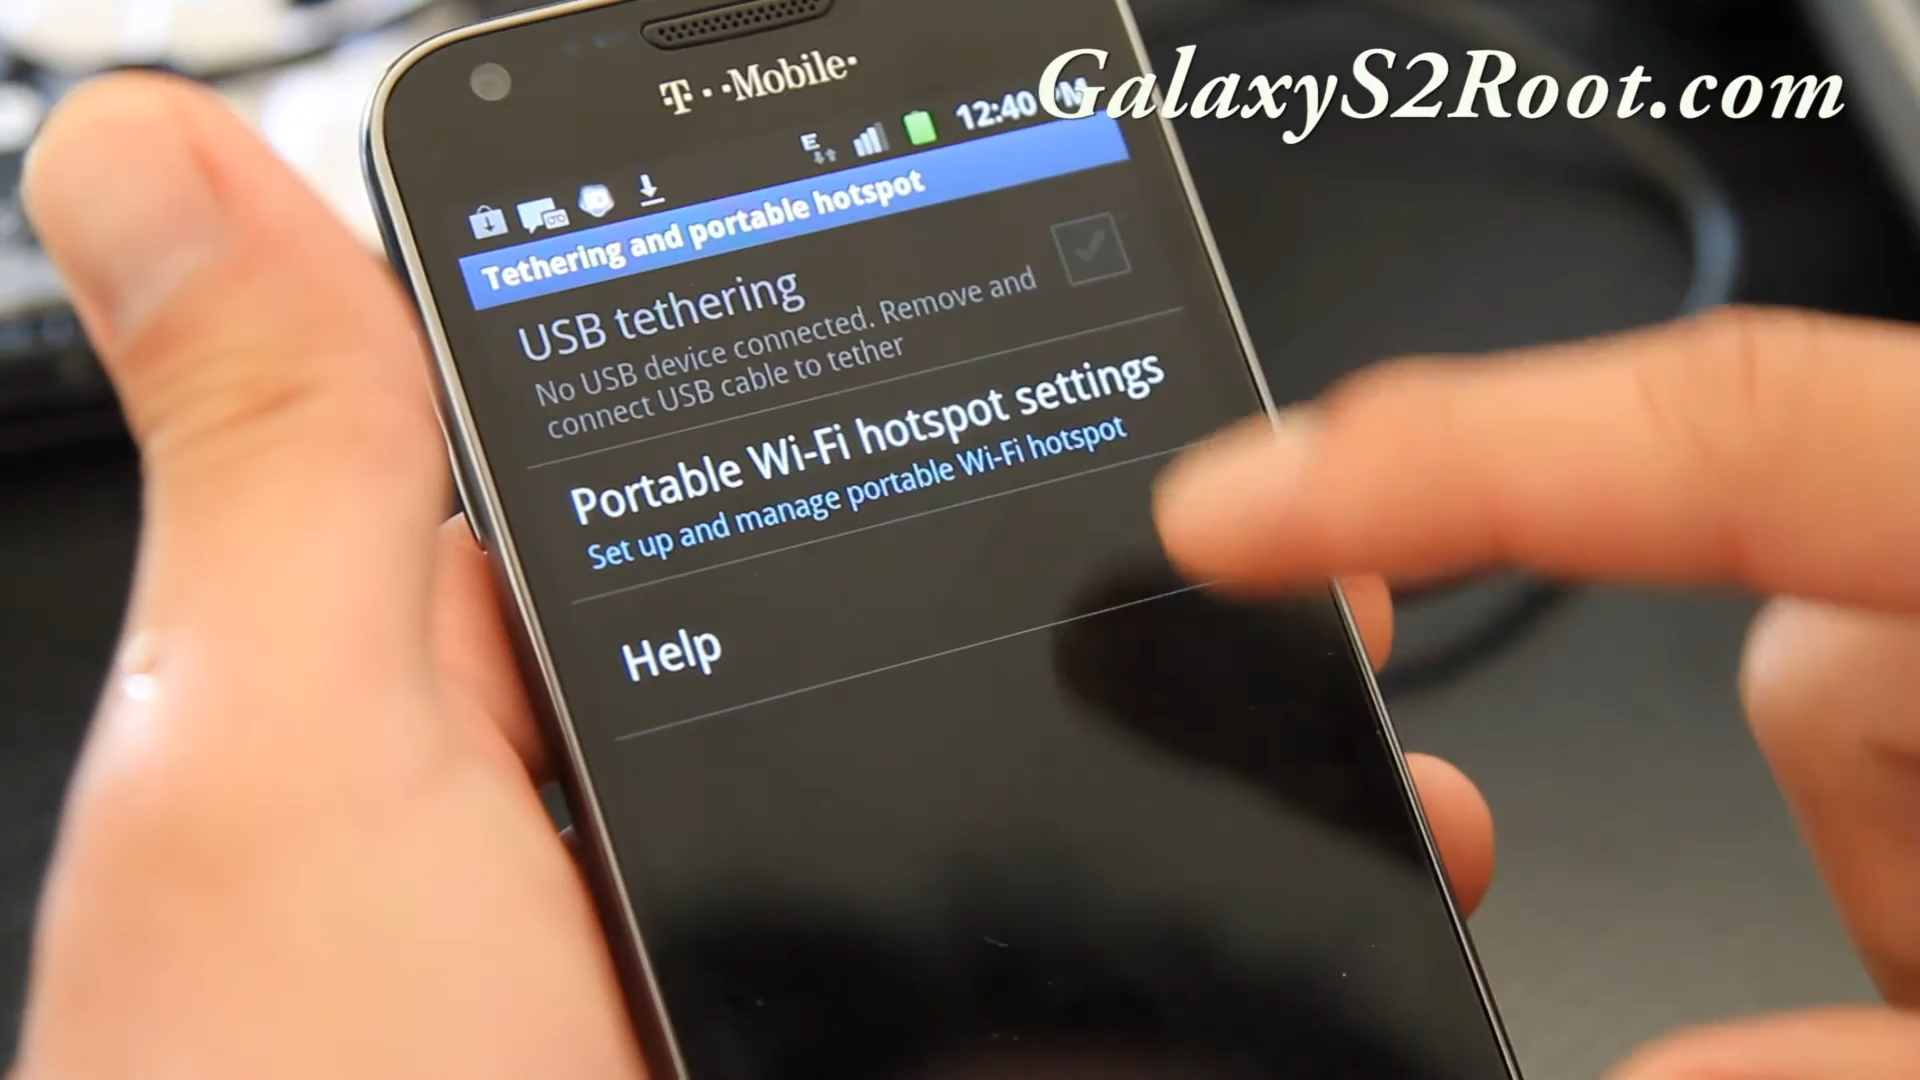 GalaxyS2Root.com
T··Mobile·
E
12:40
Tethering and portable hotspot
USB tethering
No USB device connected. Remove and
connect USB cable to tether
Portable Wi-Fi hotspot settings
Set up and manage portable Wi-Fi hotspot
Help